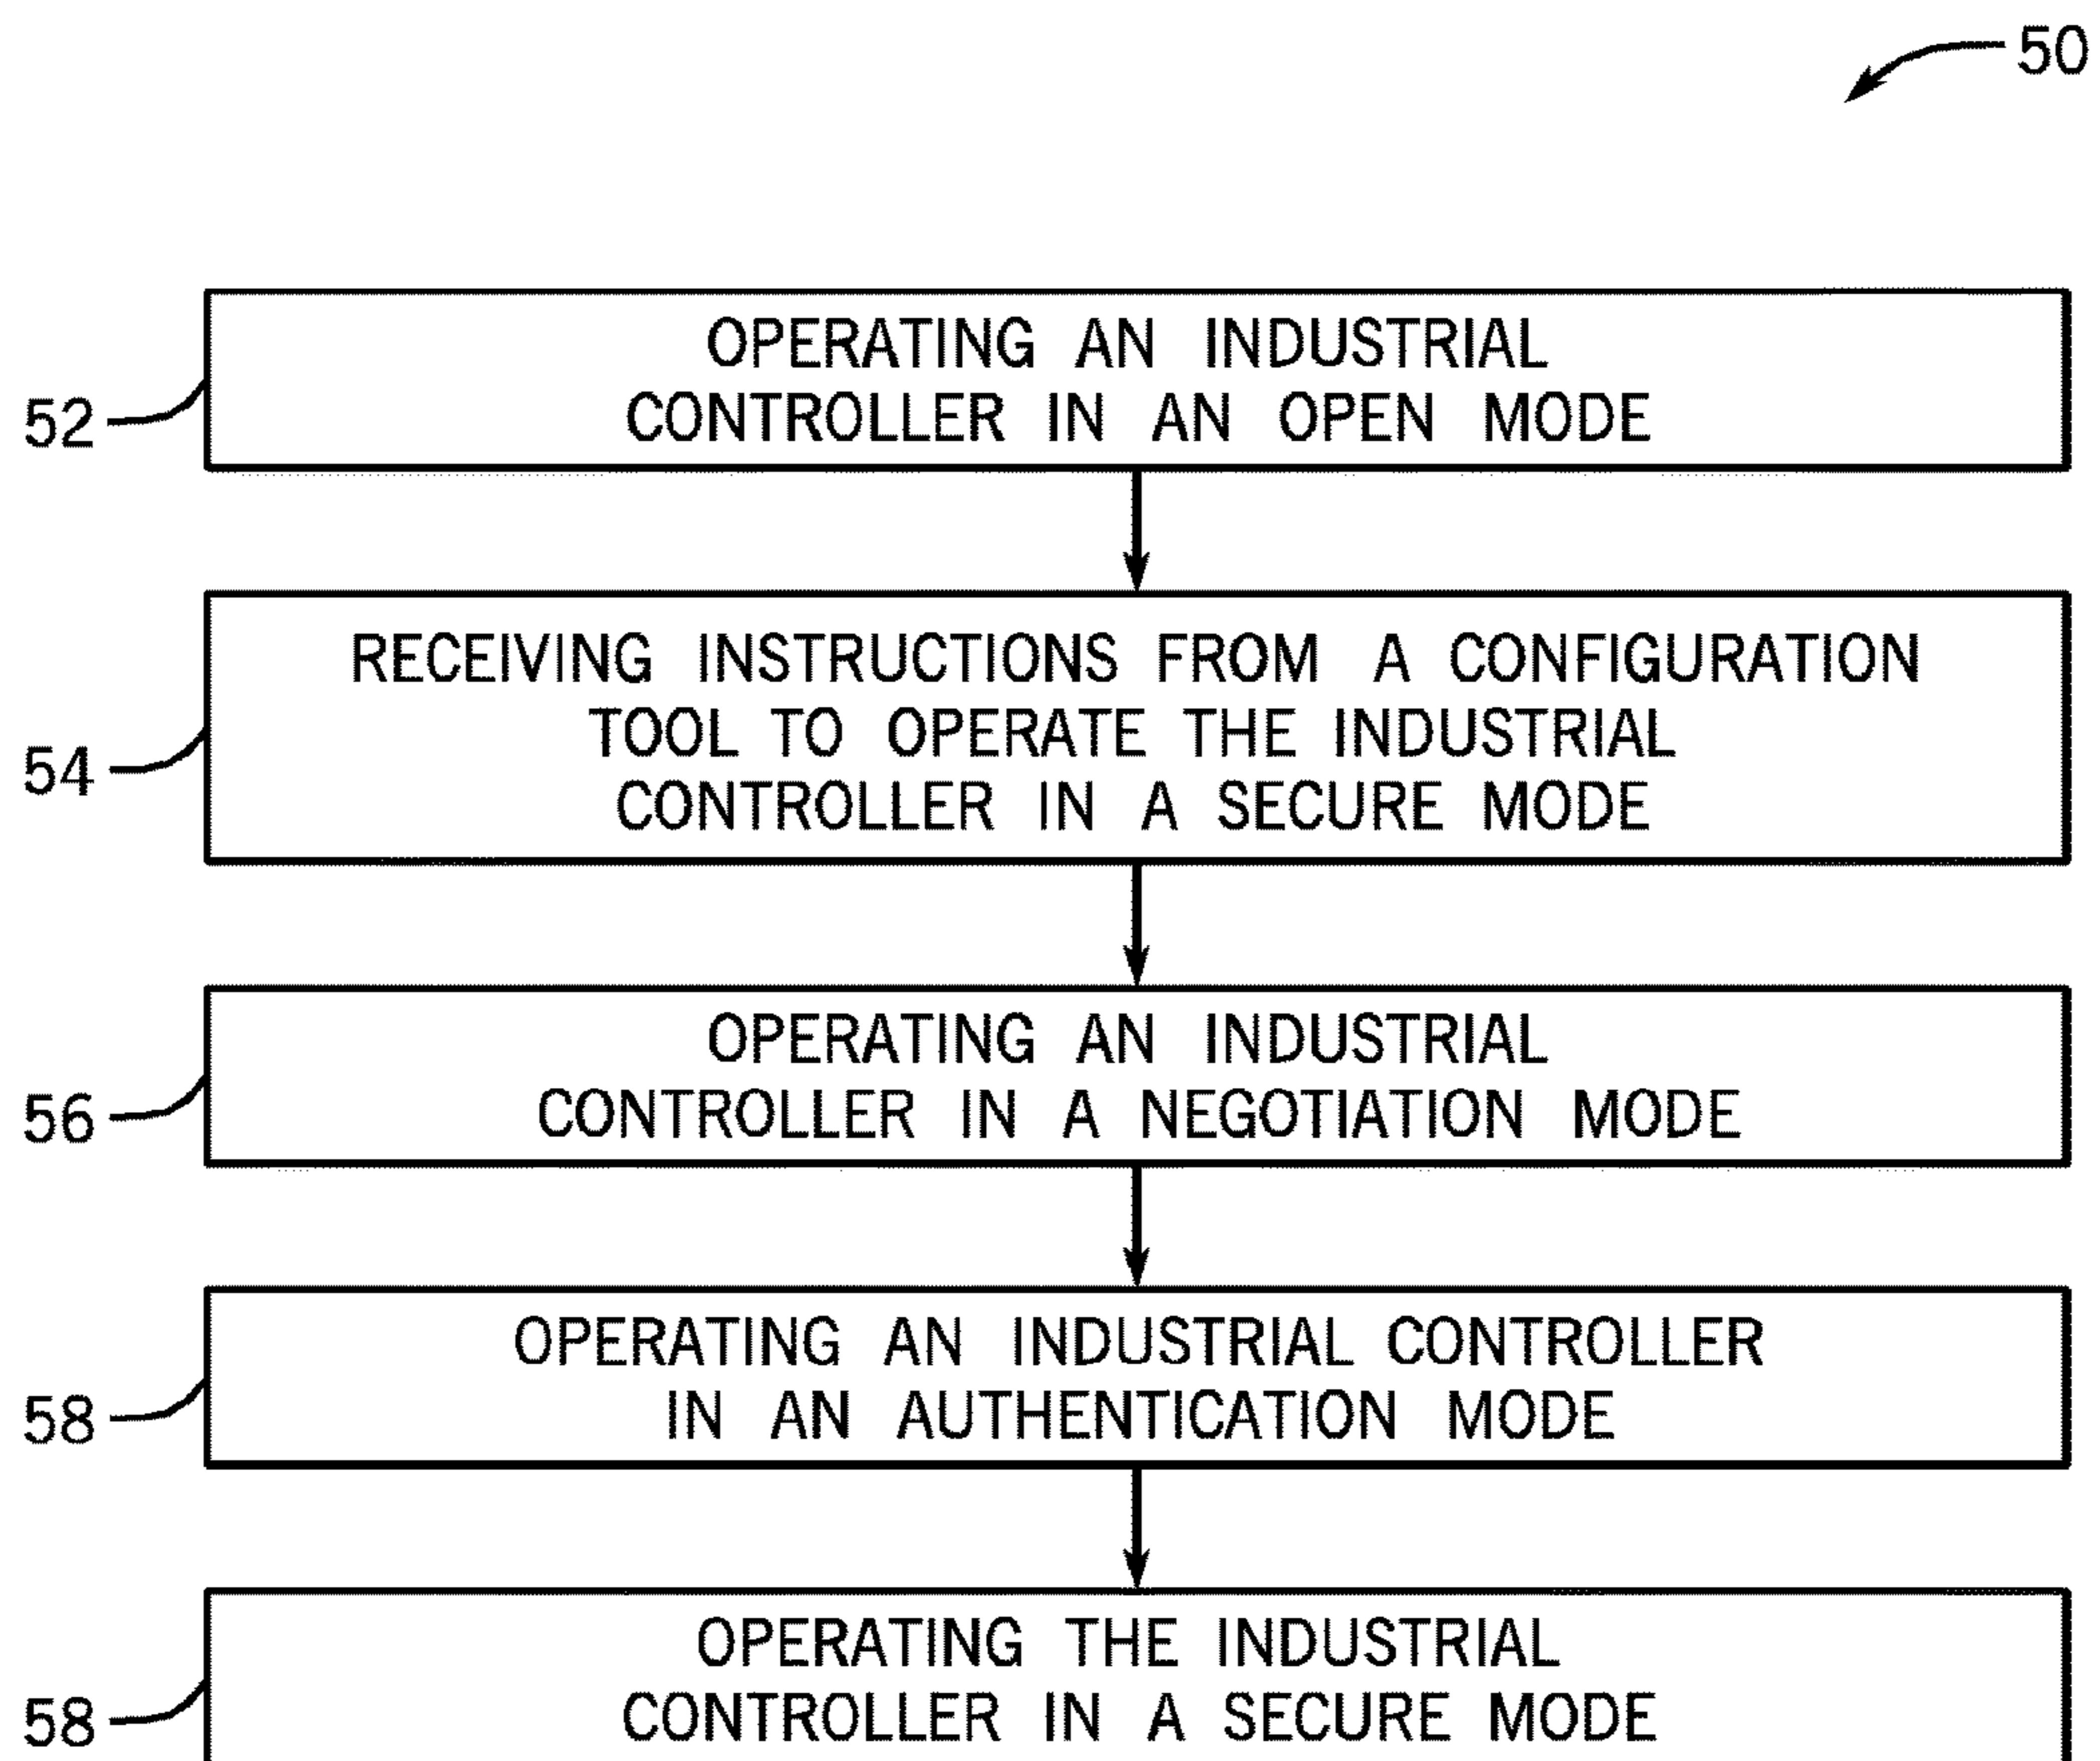 50
OPERATING AN INDUSTRIAL
CONTROLLER IN AN OPEN MODE
52
RECEIVING INSTRUCTIONS FROM A CONFIGURATION
TOOL TO OPERATE THE INDUSTRIAL
CONTROLLER IN A SECURE MODE
54
OPERATING AN INDUSTRIAL
CONTROLLER IN A NEGOTIATION MODE
56
OPERATING AN INDUSTRIAL CONTROLLER
IN AN AUTHENTICATION MODE
58
OPERATING THE INDUSTRIAL
CONTROLLER IN A SECURE MODE
58